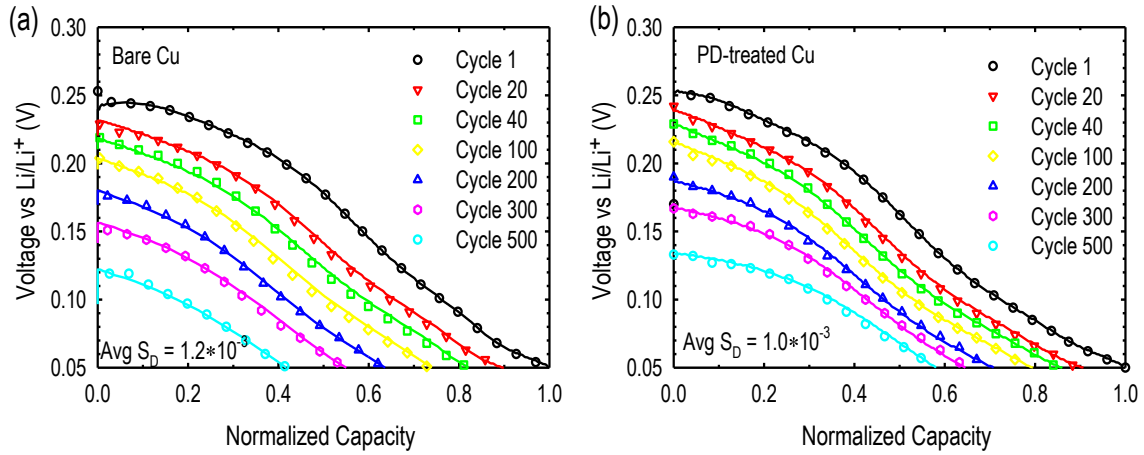 (a)
0.30
0.25
0.20
0.15
0.10
0.05
Voltage vs Li/Li+ (V)
Bare Cu
Cycle 1
Cycle 20
Cycle 40
Cycle 100
Cycle 200
Cycle 300
Cycle 500
Avg SD = 1.2*10-3
0.0 0.2 0.4 0.6 0.8 1.0
Normalized Capacity
(b)
0.30
0.25
0.20
0.15
0.10
0.05
Voltage vs Li/Li+ (V)
PD-treated Cu
Cycle 1
Cycle 20
Cycle 40
Cycle 100
Cycle 200
Cycle 300
Cycle 500
Avg SD = 1.0*10-3
0.0 0.2 0.4 0.6 0.8 1.0
Normalized Capacity